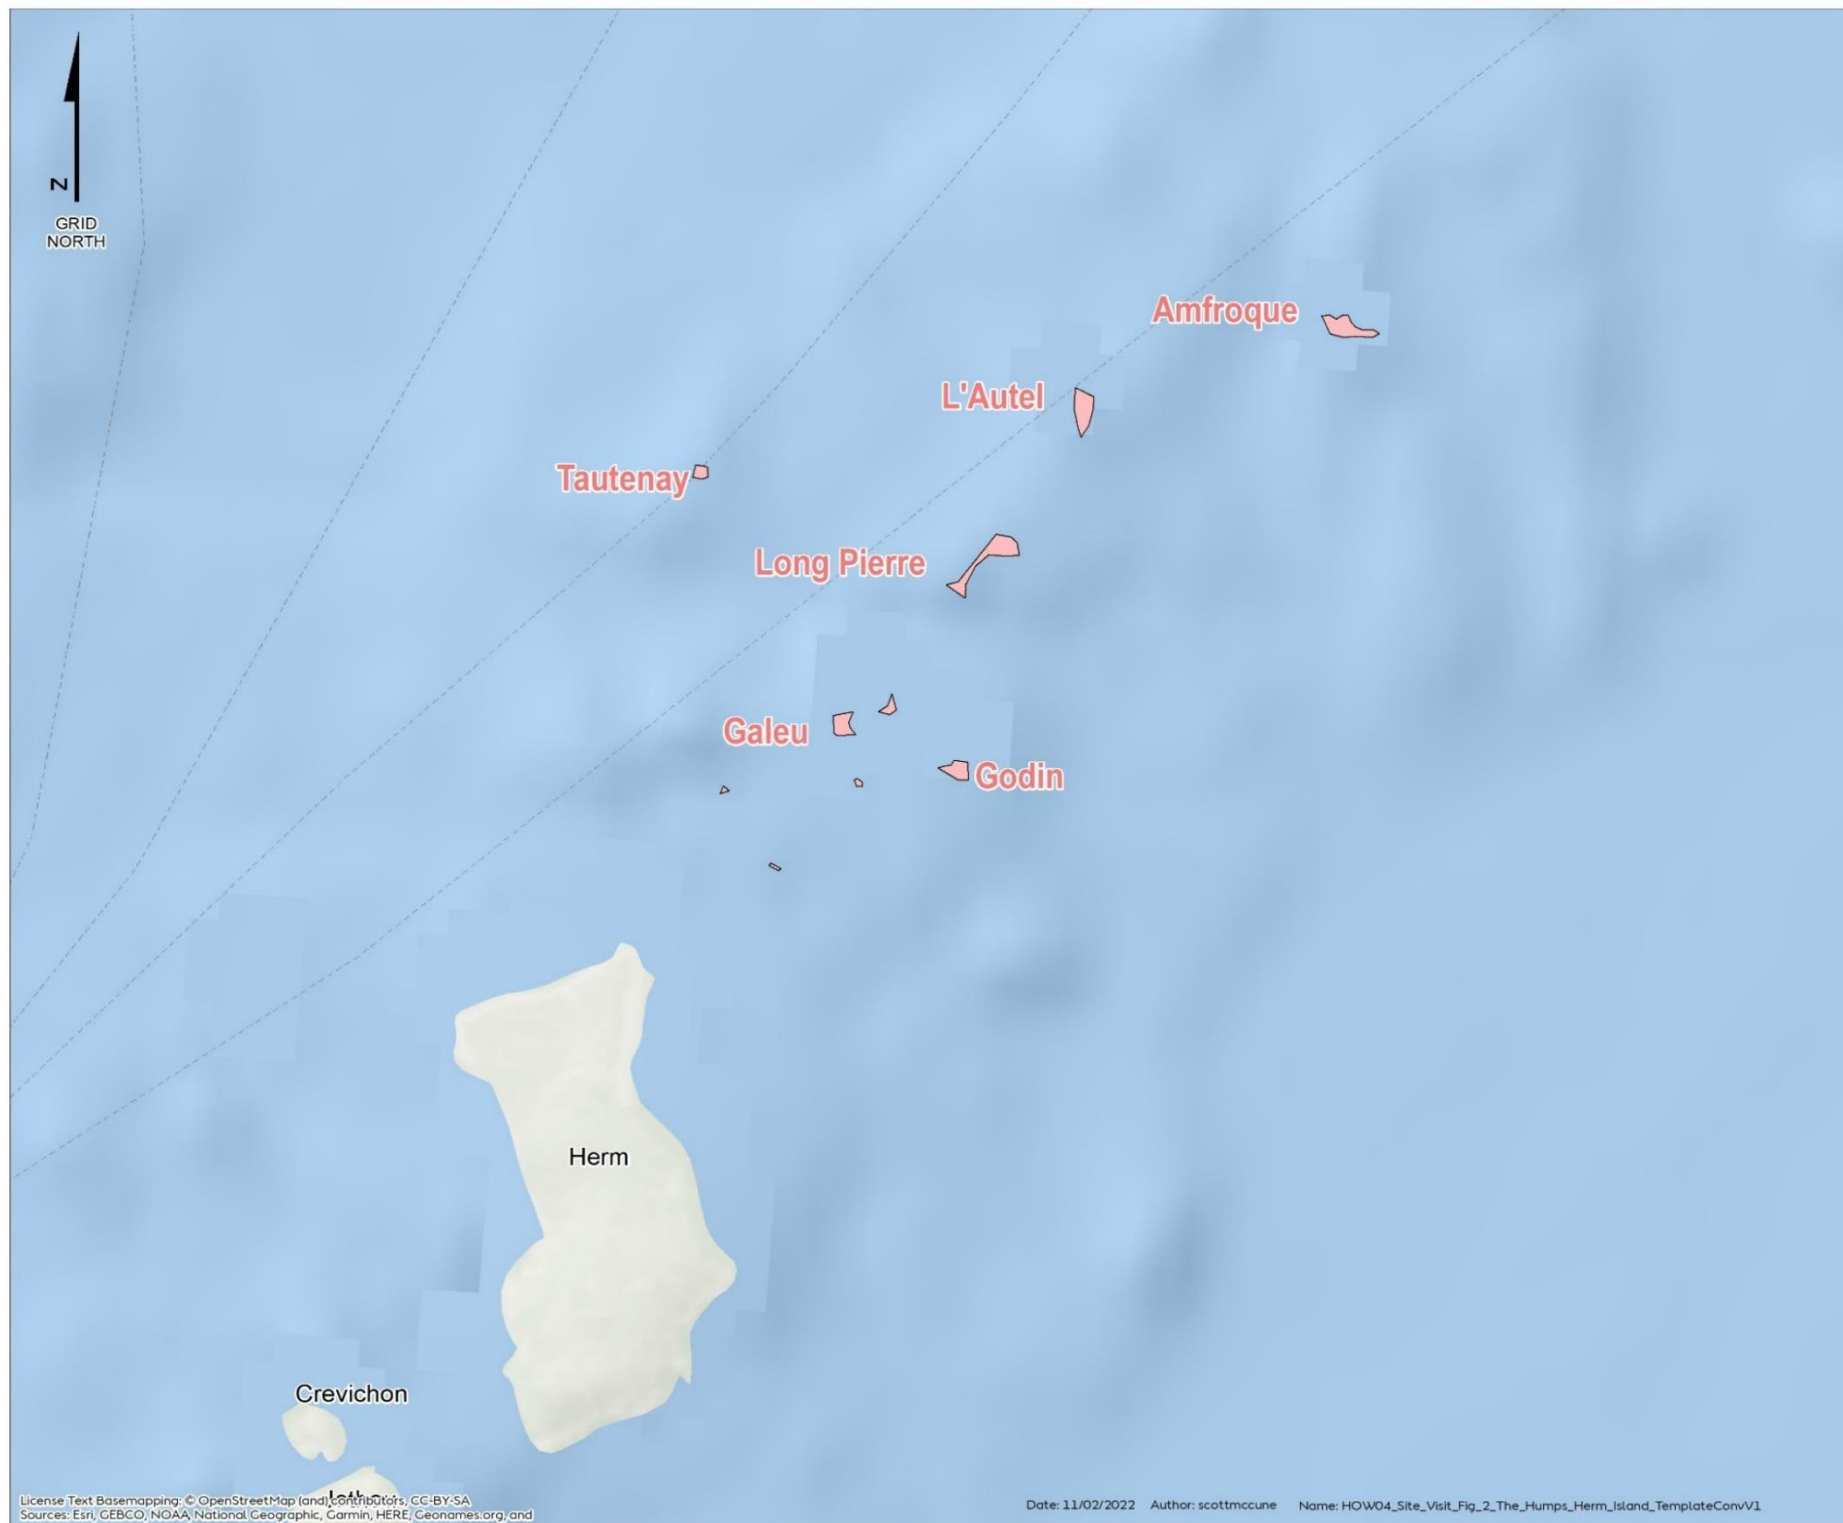 N
GRID
NORTH
Amfroque
L'Autel
Tautenay
Long Pierre
Galeu
Godin
Herm
Crevichon
License Text Basemapping: © OpenStreetMap (and) contributors, CC-BY-SA
Sources: Esri, GEBCO, NOAA, National Geographic, Garmin, HERE, Geonames.org, and
Date: 11/02/2022 Author: scottmccune Name: HOW04_Site_Visit_Fig_2_The_Humps_Herm_Island_TemplateConvV1